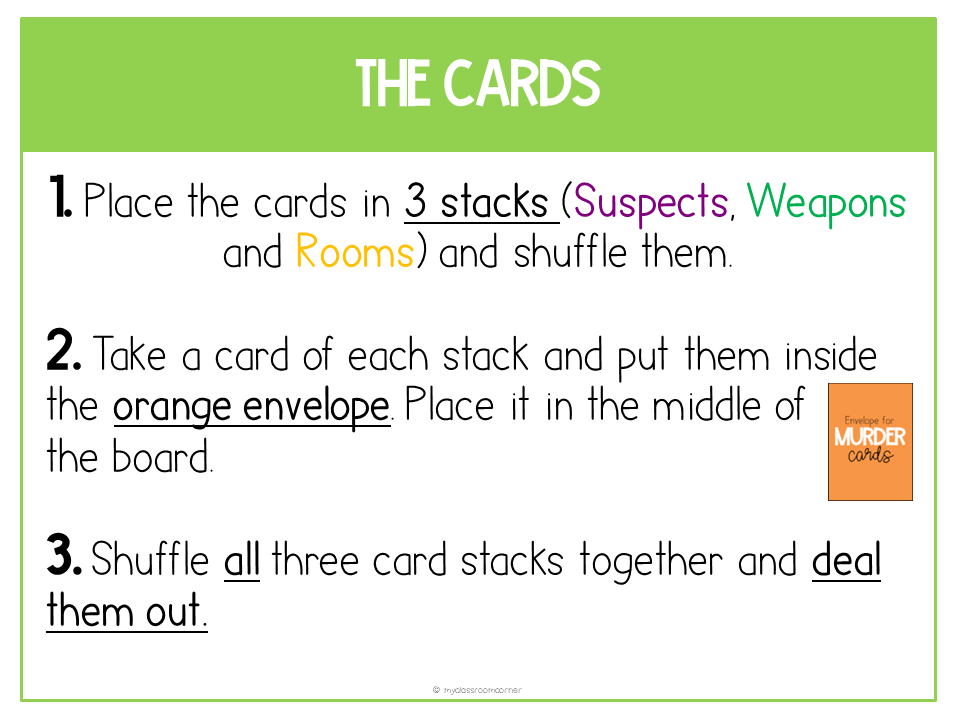 THE CARDS
1. Place the cards in 3 stacks (Suspects, Weapons
and Rooms) and shuffle them.
2. Take a card of each stack and put them inside
the orange envelope. Place it in the middle of
the board.
Envelope for
MURDER
cards
3. Shuffle all three card stacks together and deal
them out.
© myclassroomcorner